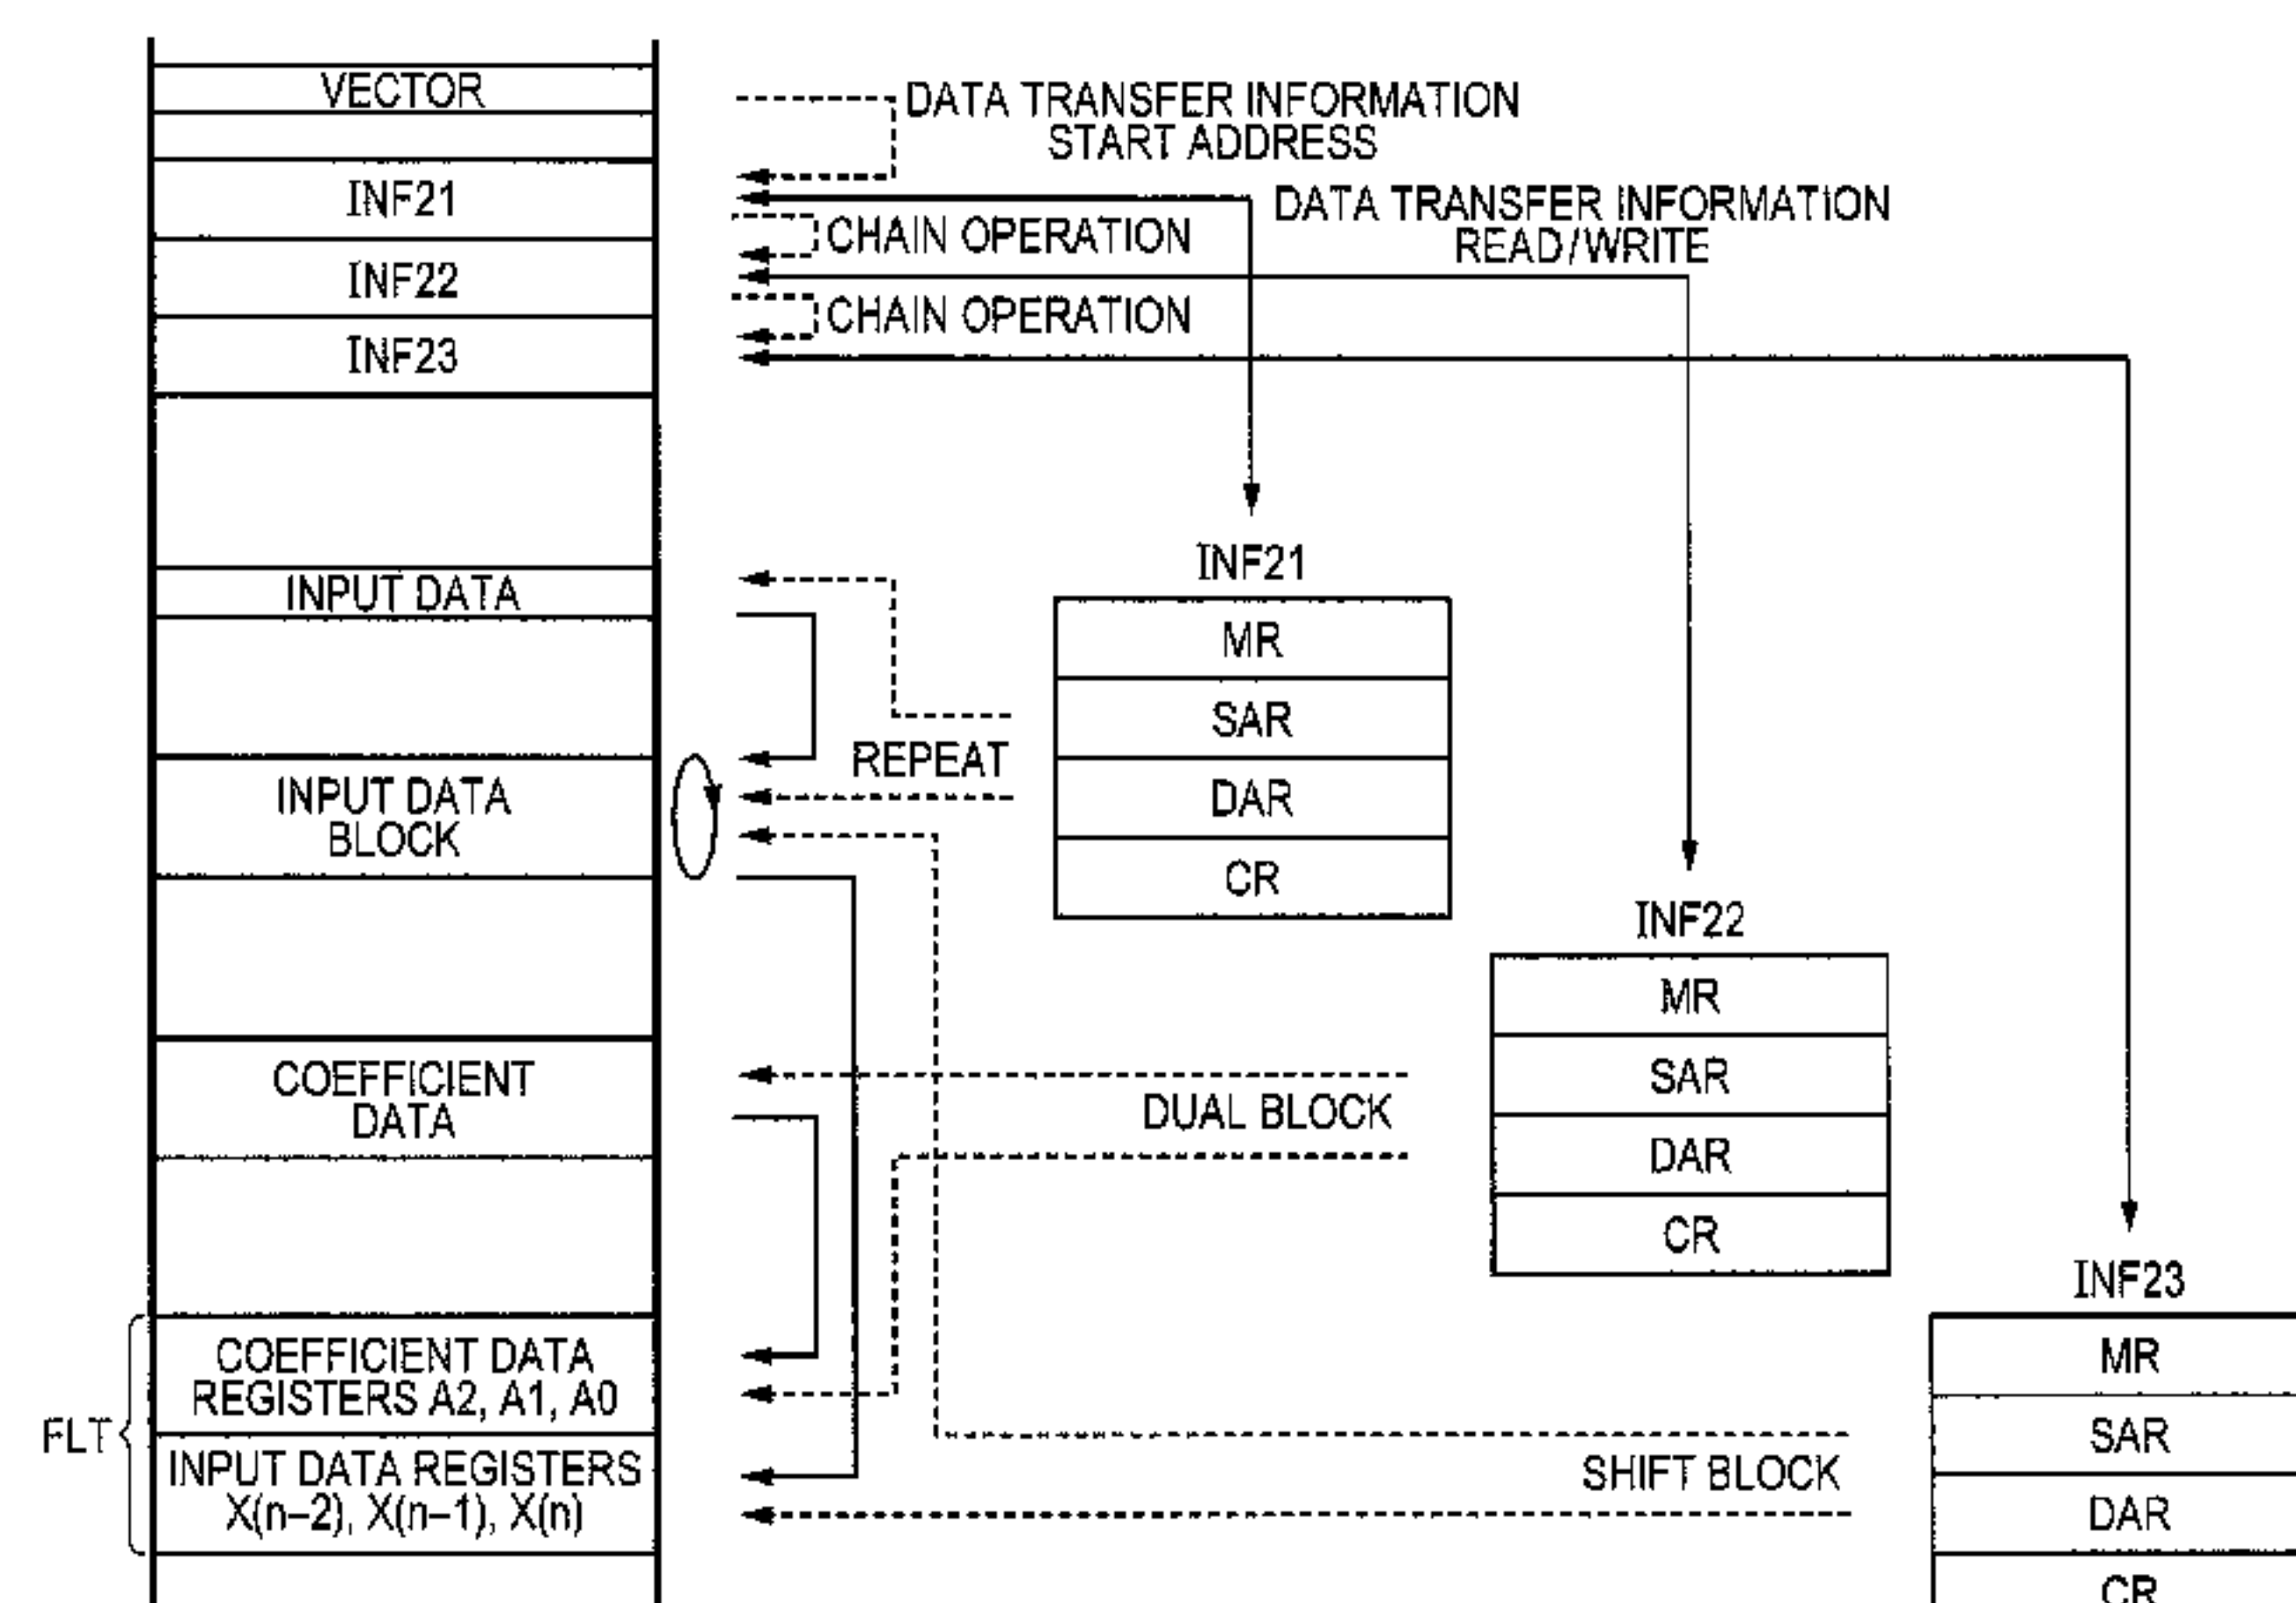 VECTOR
DATA TRANSFER INFORMATION
START ADDRESS
INF21
DATA TRANSFER INFORMATION
READ/WRITE
CHAIN OPERATION
INF22
CHAIN OPERATION
INF23
INPUT DATA
INF21
MR
SAR
DAR
CR
REPEAT
INPUT DATA
BLOCK
INF22
MR
SAR
DAR
CR
COEFFICIENT
DATA
DUAL BLOCK
INF23
MR
SAR
DAR
CR
FLT
COEFFICIENT DATA
REGISTERS A2, A1, A0
INPUT DATA REGISTERS
X(n–2), X(n–1), X(n)
SHIFT BLOCK